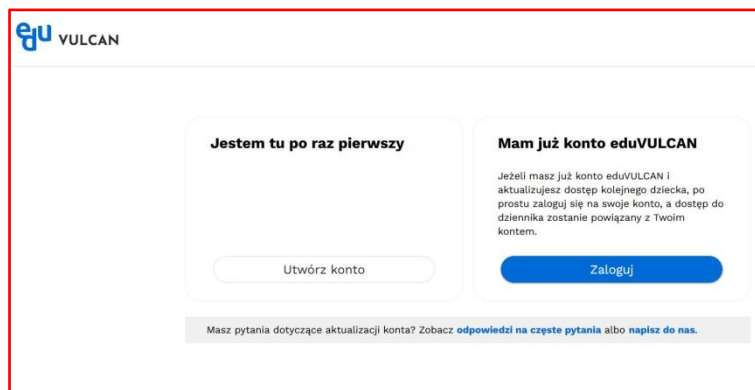 edu VULCAN
Jestem tu po raz pierwszy
Utwórz konto
Mam już konto eduVULCAN
Jeżeli masz już konto eduVULCAN i
aktualizujesz dostęp kolejnego dziecka, po
prostu zaloguj się na swoje konto, a dostęp do
dziennika zostanie powiązany z Twoim
kontem.
Zaloguj
Masz pytania dotyczące aktualizacji konta? Zobacz odpowiedzi na częste pytania albo napisz do nas.